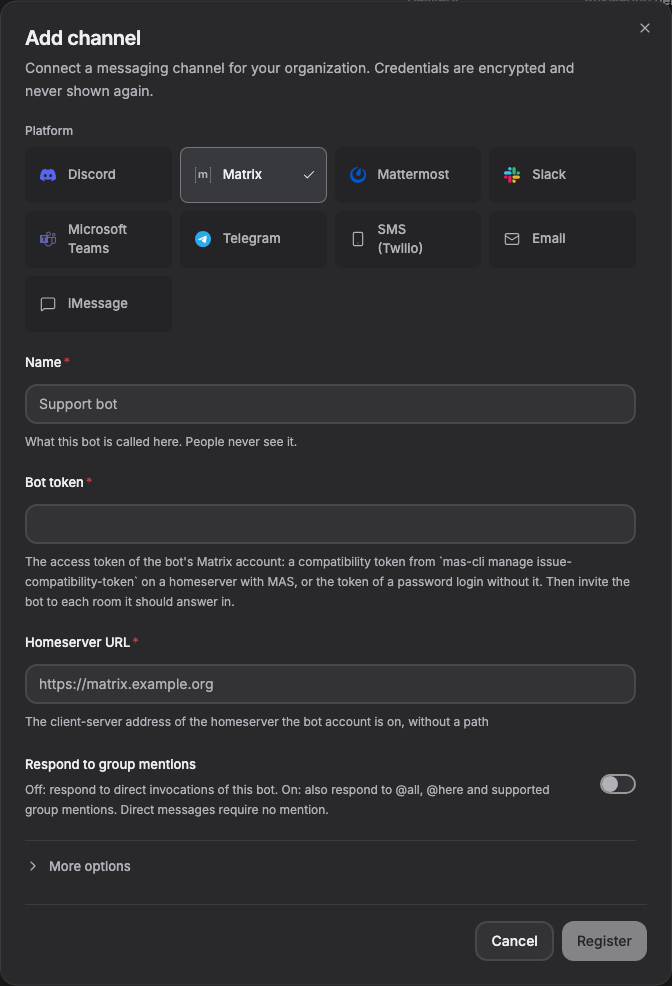 Add channel
Connect a messaging channel for your organization. Credentials are encrypted and
never shown again.
Platform
Discord
[m] Matrix
Mattermost
Slack
Microsoft
Teams
Telegram
SMS
(Twilio)
Email
iMessage
Name *
Support bot
What this bot is called here. People never see it.
Bot token *
The access token of the bot's Matrix account: a compatibility token from `mas-cli manage issue-
compatibility-token` on a homeserver with MAS, or the token of a password login without it. Then invite the
bot to each room it should answer in.
Homeserver URL *
https://matrix.example.org
The client-server address of the homeserver the bot account is on, without a path
Respond to group mentions
Off: respond to direct invocations of this bot. On: also respond to @all, @here and supported
group mentions. Direct messages require no mention.
More options
Cancel
Register